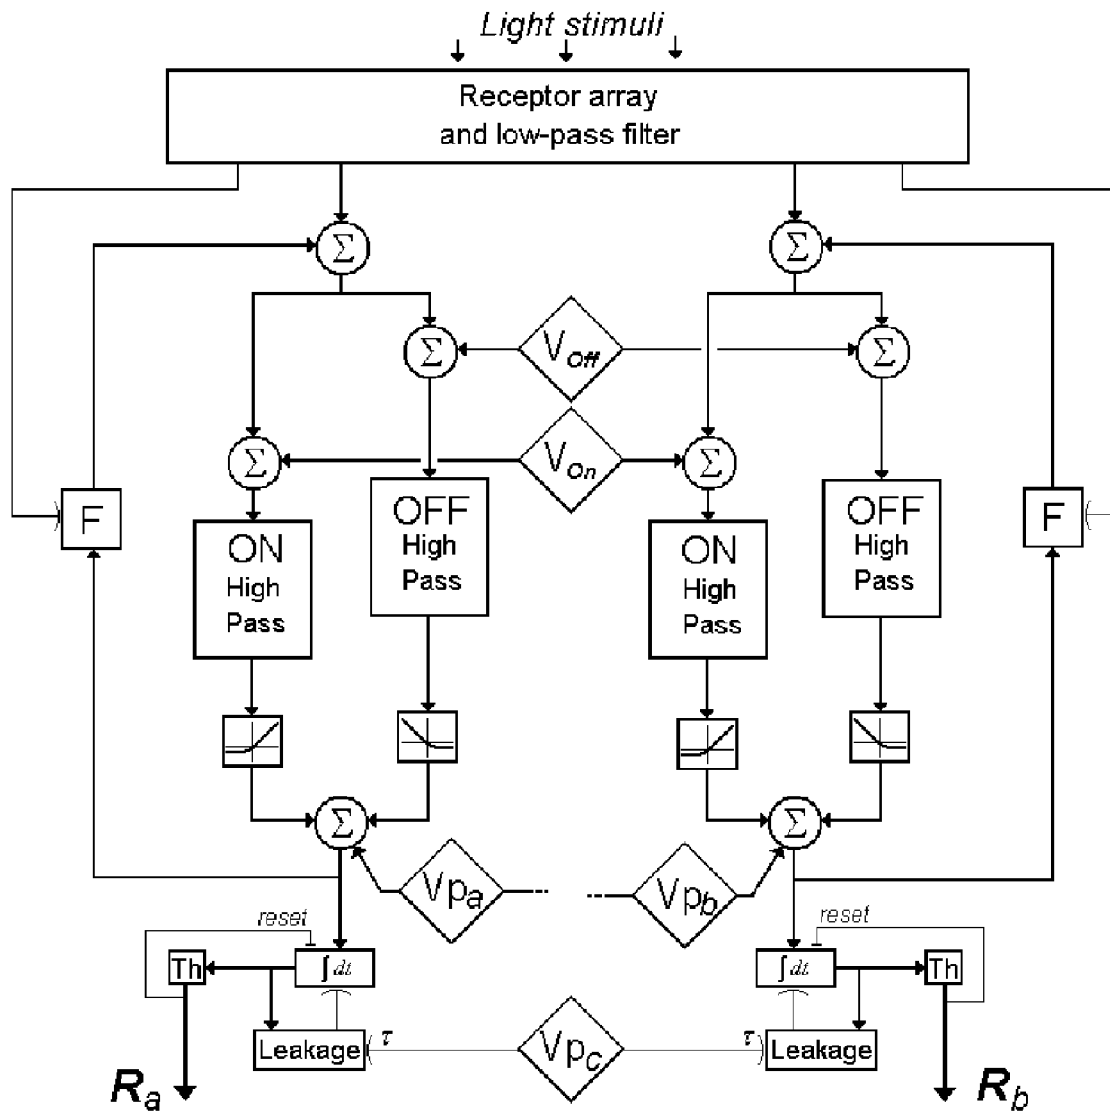 Light stimuli
Receptor array
and low-pass filter
Σ Σ
Σ V_Off Σ
Σ V_On Σ
F
ON
High
Pass
OFF
High
Pass
ON
High
Pass
OFF
High
Pass
F
Σ Σ
Vp_a Vp_b
reset reset
Th ∫dt ∫dt Th
Leakage τ Vp_c τ Leakage
R_a R_b